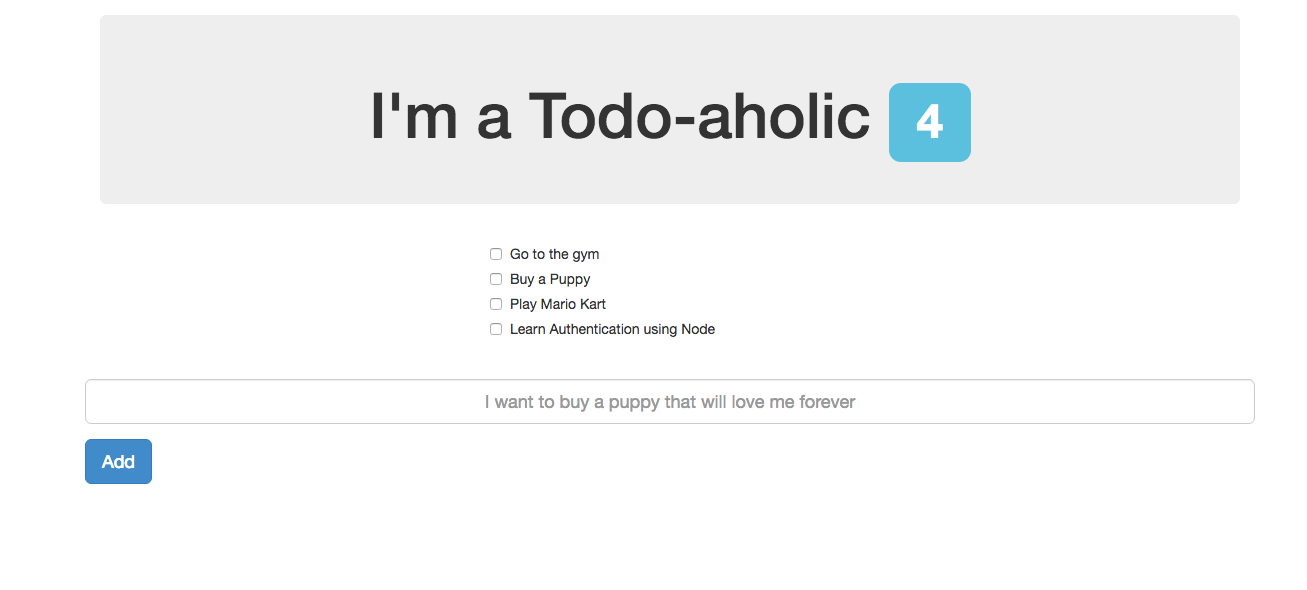 I'm a Todo-aholic 4
Go to the gym
Buy a Puppy
Play Mario Kart
Learn Authentication using Node
I want to buy a puppy that will love me forever
Add